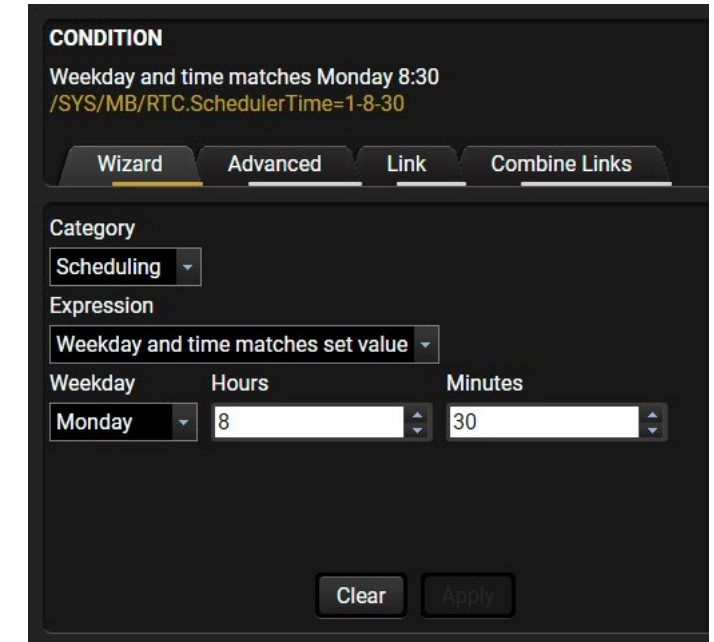 CONDITION
Weekday and time matches Monday 8:30
/SYS/MB/RTC.SchedulerTime=1-8-30
Wizard Advanced Link Combine Links
Category
Scheduling
Expression
Weekday and time matches set value
Weekday Hours Minutes
Monday 8 30
Clear Apply